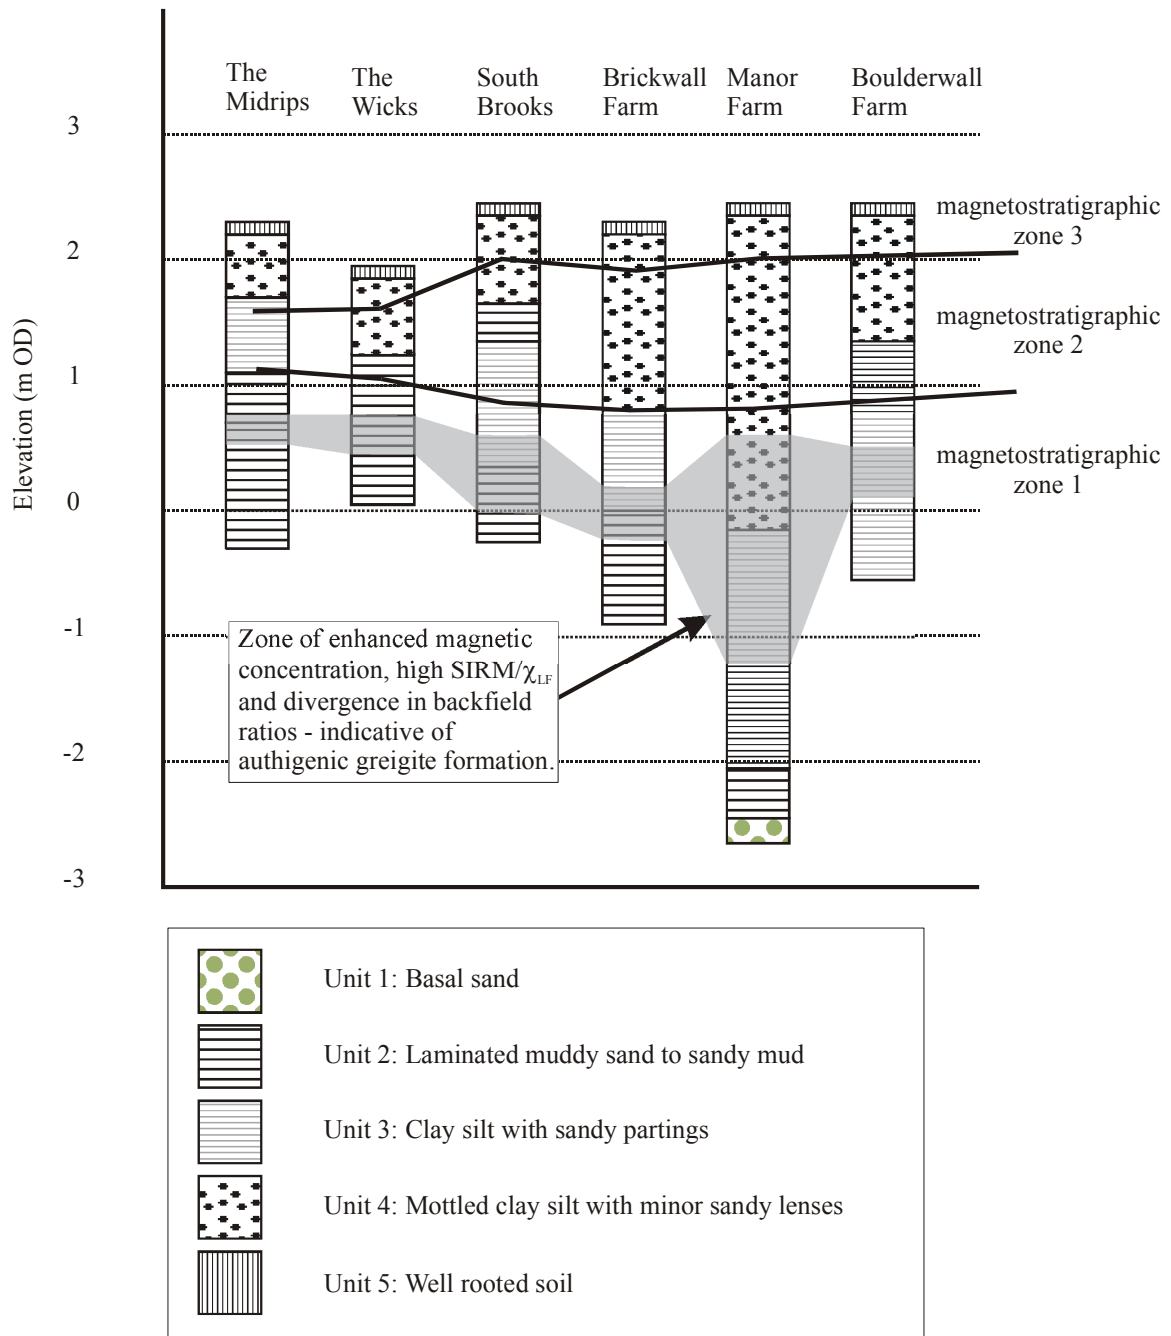 The
Midrips
The
Wicks
South
Brooks
Brickwall
Farm
Manor
Farm
Boulderwall
Farm
3
2
1
0
-1
-2
-3
Elevation (m OD)
magnetostratigraphic
zone 3
magnetostratigraphic
zone 2
magnetostratigraphic
zone 1
Zone of enhanced magnetic
concentration, high SIRM/χLF
and divergence in backfield
ratios - indicative of
authigenic greigite formation.
Unit 1: Basal sand
Unit 2: Laminated muddy sand to sandy mud
Unit 3: Clay silt with sandy partings
Unit 4: Mottled clay silt with minor sandy lenses
Unit 5: Well rooted soil